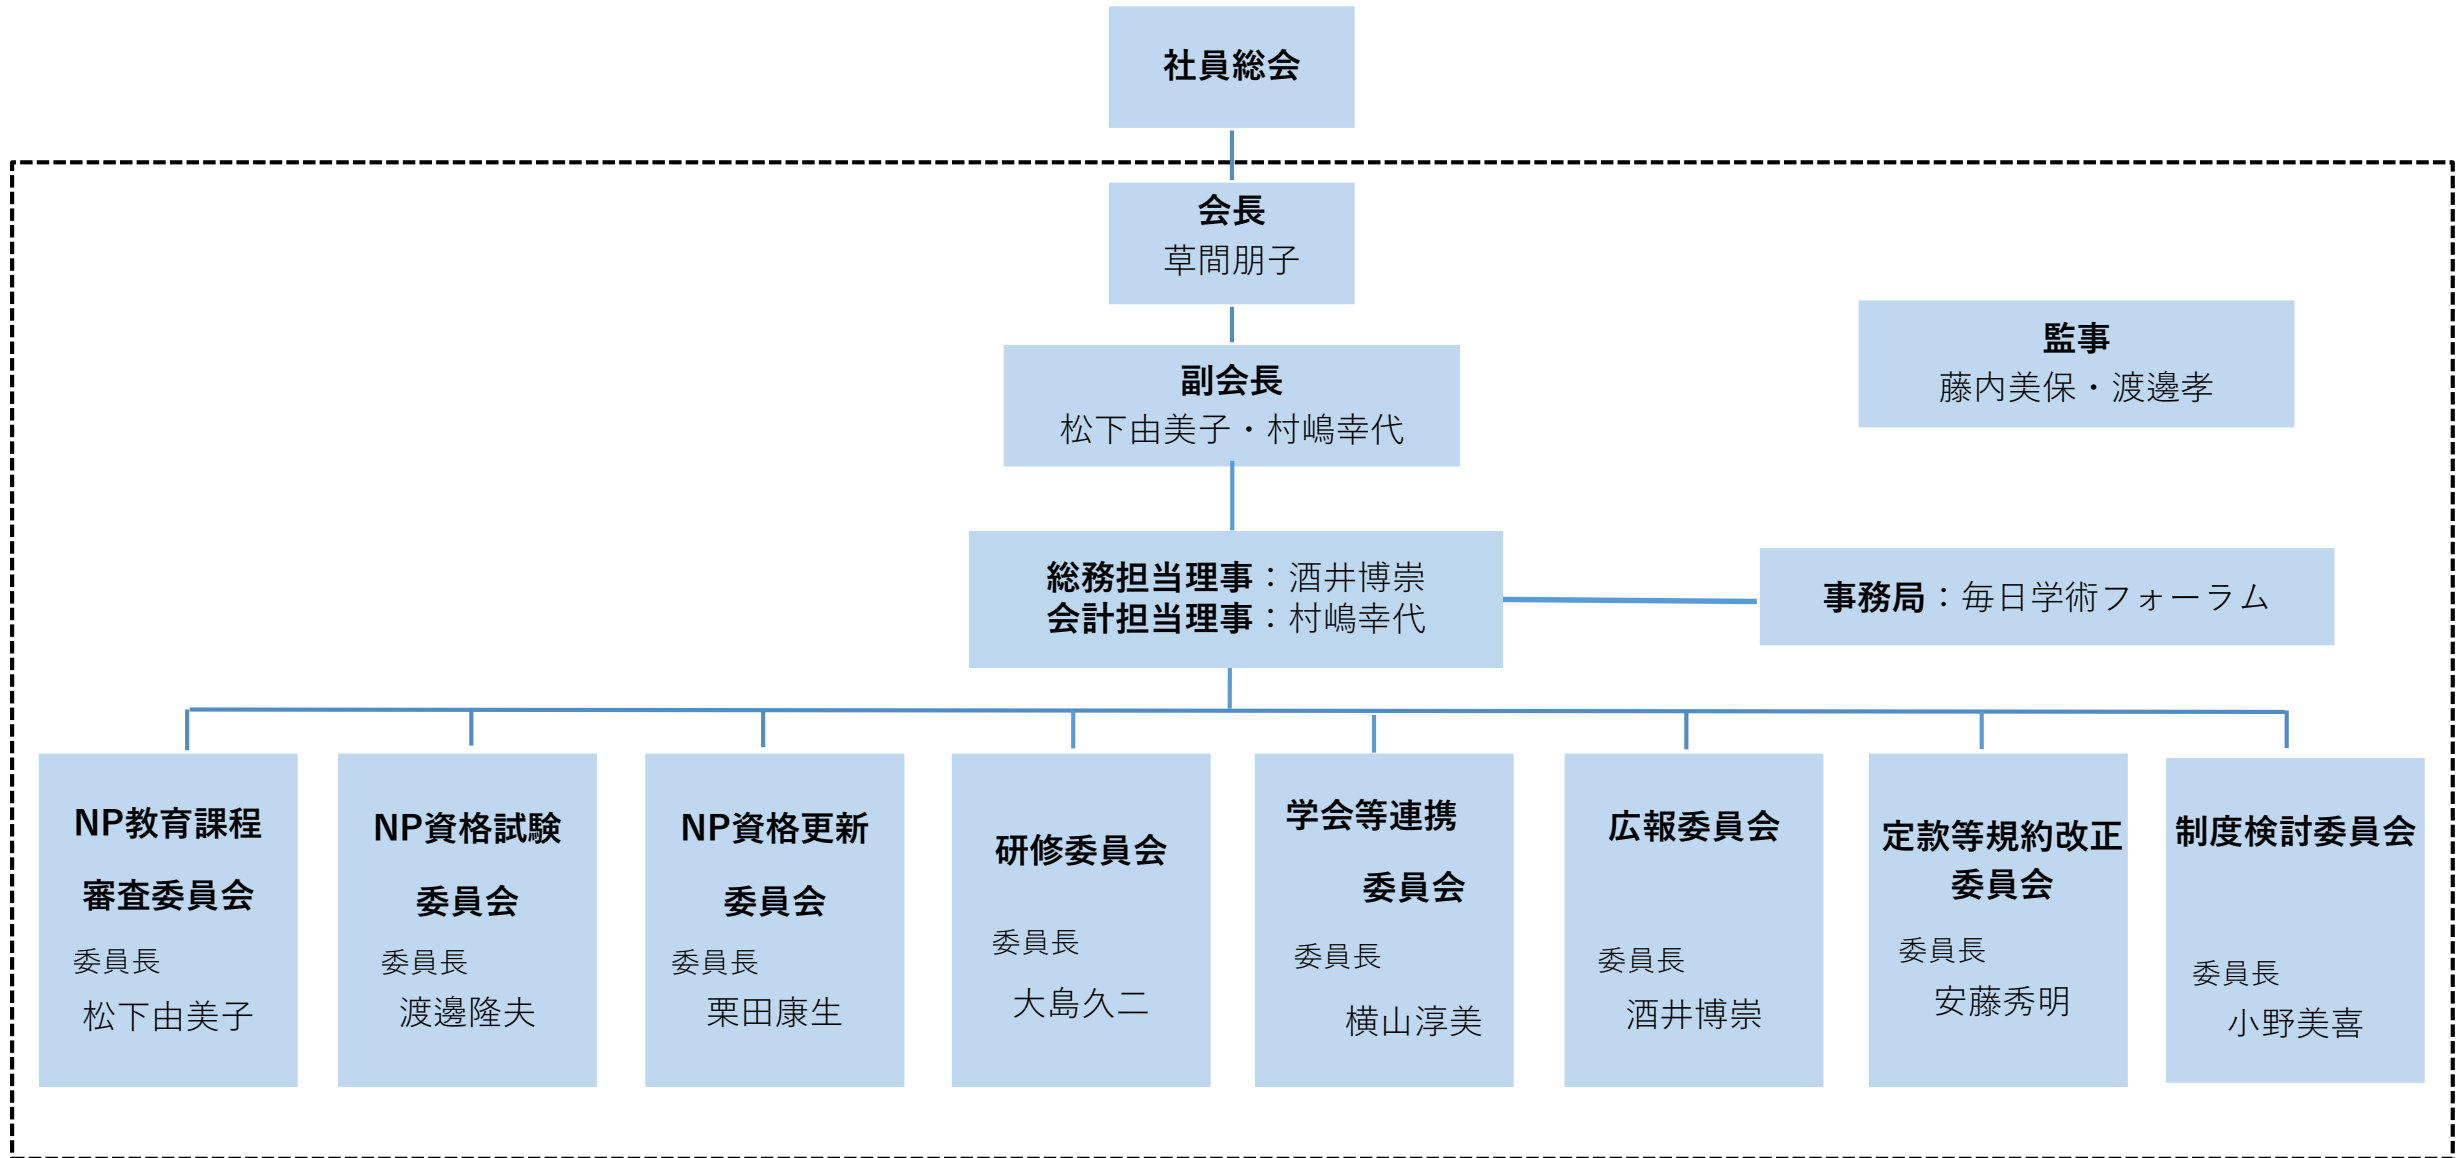 社員総会
会長
草間朋子
副会長
松下由美子・村嶋幸代
監事
藤内美保・渡邊孝
総務担当理事：酒井博崇
会計担当理事：村嶋幸代
事務局：毎日学術フォーラム
NP教育課程
審査委員会
委員長
松下由美子
NP資格試験
委員会
委員長
渡邊隆夫
NP資格更新
委員会
委員長
栗田康生
研修委員会
委員長
大島久二
学会等連携
委員会
委員長
横山淳美
広報委員会
委員長
酒井博崇
定款等規約改正
委員会
委員長
安藤秀明
制度検討委員会
委員長
小野美喜